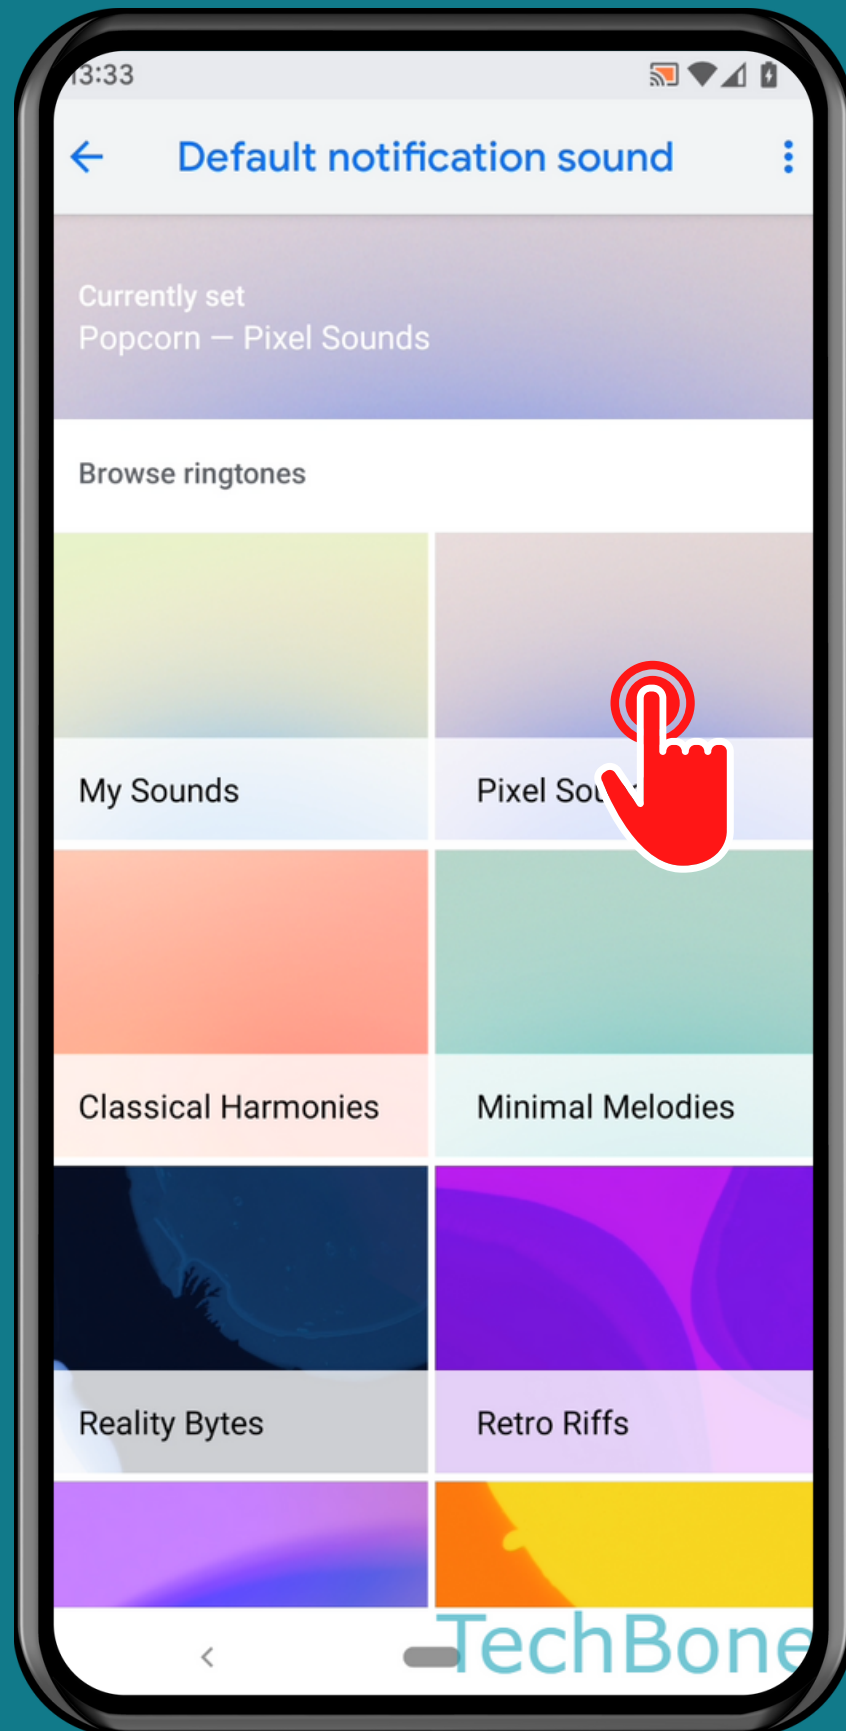 13:33
Default notification sound
Currently set
Popcorn — Pixel Sounds
Browse ringtones
My Sounds
Pixel
Classical Harmonies
Minimal Melodies
Reality Bytes
Retro Riffs
TechBone